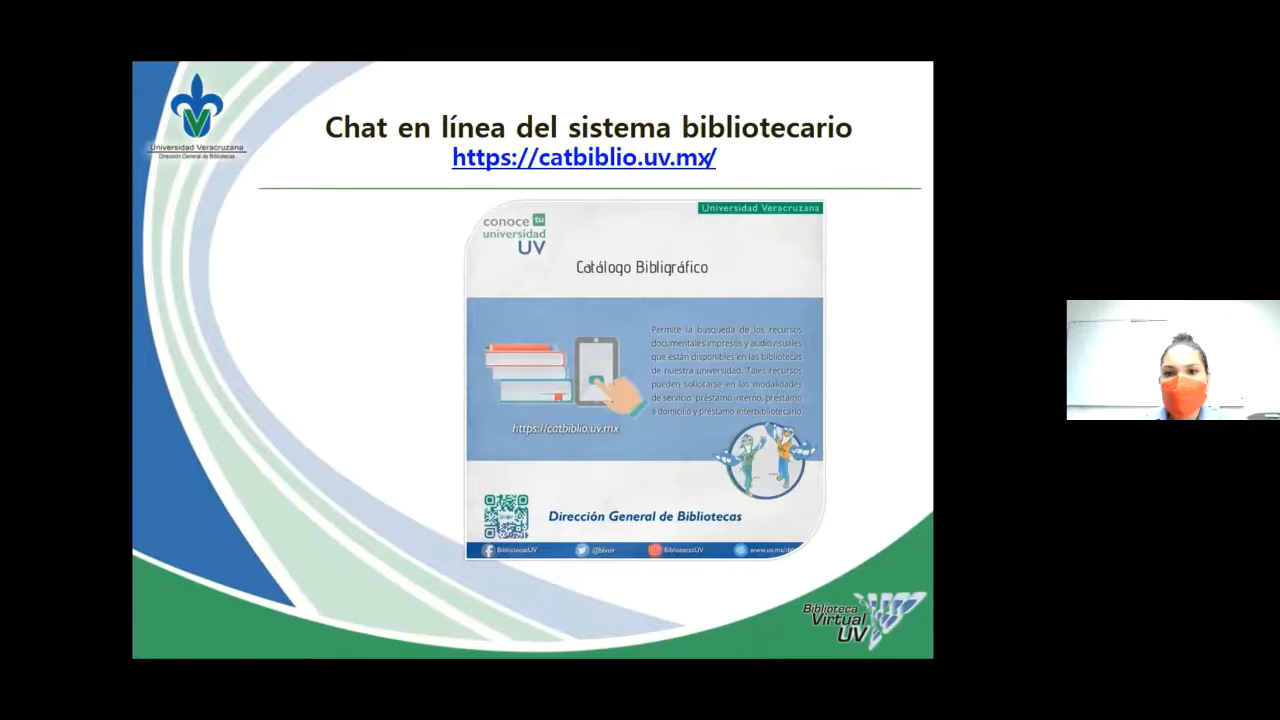 Universidad Veracruzana
Dirección General de Bibliotecas
Chat en línea del sistema bibliotecario
https://catbiblio.uv.mx/
conoce tu
universidad
UV
Universidad Veracruzana
Catálogo Bibligráfico
Permite la busqueda de los recursos
documentales impresos y audiovisuales
que están disponibles en las bibliotecas
de nuestra universidad. Tales recursos
pueden solicitarse en las modalidades
de servicio: préstamo interno, préstamo
a domicilio y préstamo interbibliotecario.
https://catbiblio.uv.mx
Dirección General de Bibliotecas
BibliotecasUV
@bivuv
BibliotecasUV
Biblioteca
Virtual
UV